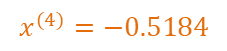 x⁽⁴⁾ = −0.5184